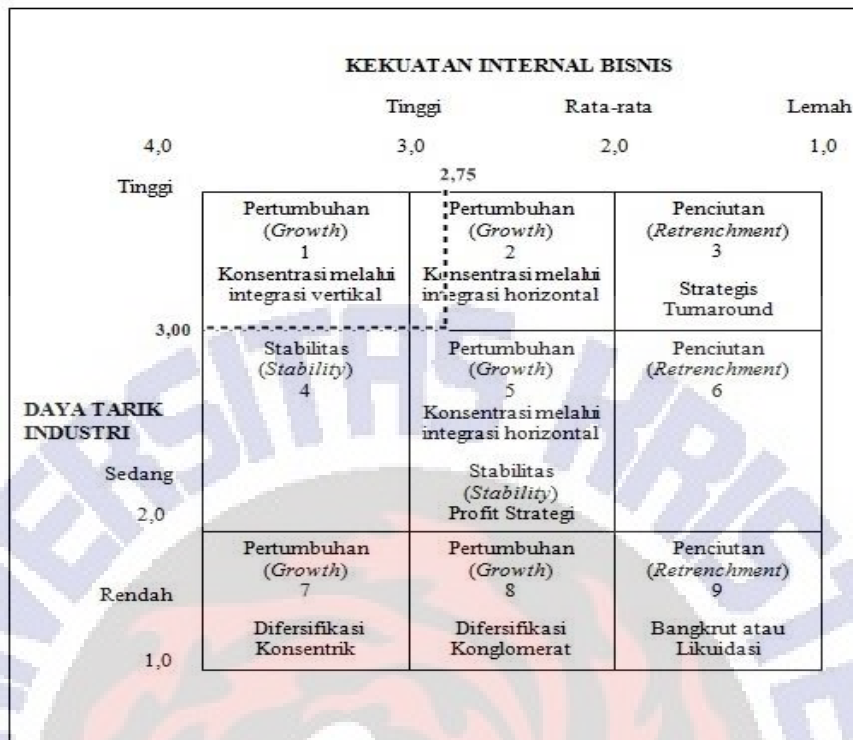 KEKUATAN INTERNAL BISNIS
Tinggi Rata-rata Lemah
4,0 3,0 2,0 1,0
2,75
Tinggi
Pertumbuhan Pertumbuhan Penciutan
(Growth) (Growth) (Retrenchment)
1 2 3
Konsentrasi melalui Konsentrasi melalui
integrasi vertikal integrasi horizontal Strategis
Turnaround
3,00
Stabilitas Pertumbuhan Penciutan
(Stability) (Growth) (Retrenchment)
4 5 6
DAYA TARIK Konsentrasi melalui
INDUSTRI integrasi horizontal
Sedang Stabilitas
(Stability)
2,0 Profit Strategi
Pertumbuhan Pertumbuhan Penciutan
(Growth) (Growth) (Retrenchment)
Rendah 7 8 9
Difersifikasi Difersifikasi Bangkrut atau
Konsentrik Konglomerat Likuidasi
1,0
UNIVERSITAS KRISTE